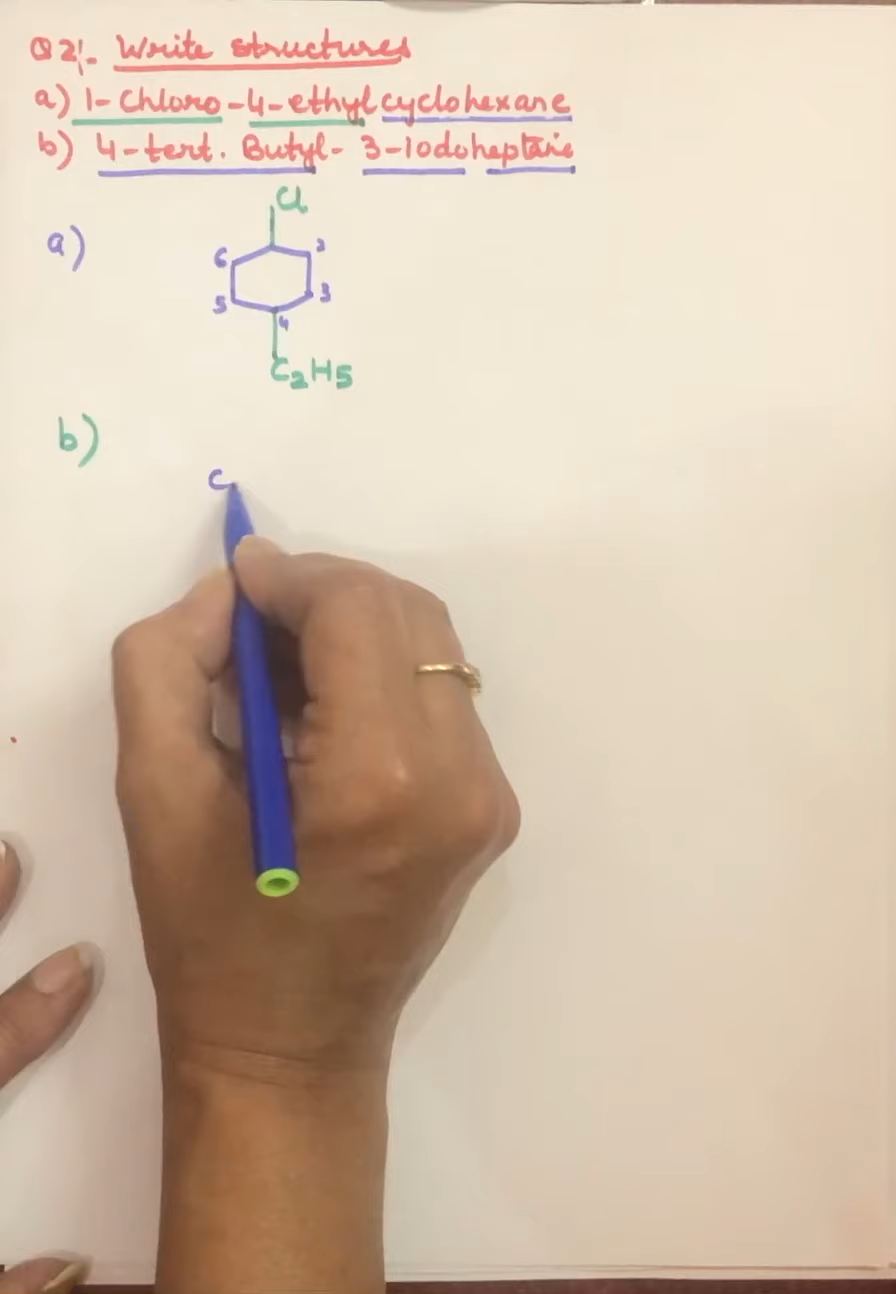 Q2:- Write structures
a) 1-Chloro-4-ethylcyclohexane
b) 4-tert. Butyl- 3-Iodoheptane
a)
Cl
6 2
5 3
4
C2H5
b)
C